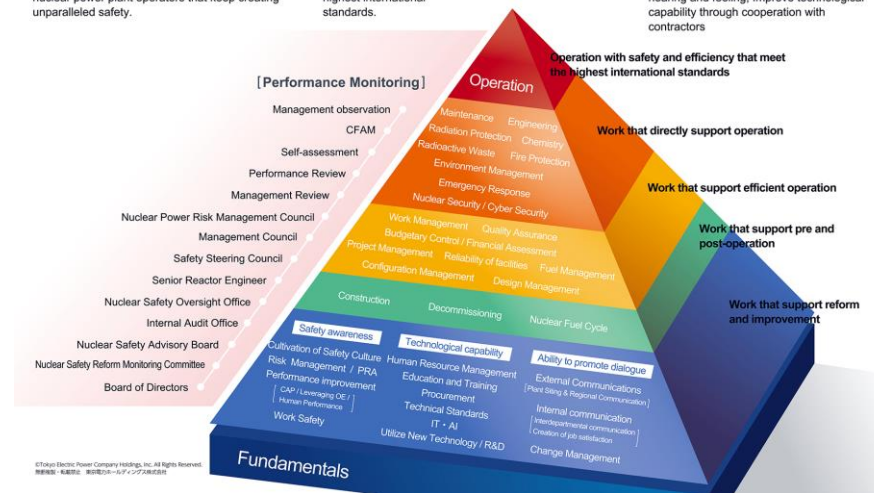 unparalleled safety.
highest international
standards.
capability through cooperation with
contractors
Operation with safety and efficiency that meet
the highest international standards
[Performance Monitoring]
Operation
Management observation
CFAM
Self-assessment
Performance Review
Management Review
Nuclear Power Risk Management Council
Management Council
Safety Steering Council
Senior Reactor Engineer
Nuclear Safety Oversight Office
Internal Audit Office
Nuclear Safety Advisory Board
Nuclear Safety Reform Monitoring Committee
Board of Directors
Maintenance Engineering
Radiation Protection Chemistry
Radioactive Waste Fire Protection
Environment Management
Emergency Response
Nuclear Security / Cyber Security
Work that directly support operation
Work Management Quality Assurance
Budgetary Control / Financial Assessment
Project Management Reliability of facilities Fuel Management
Configuration Management Design Management
Work that support efficient operation
Construction Decommissioning Nuclear Fuel Cycle
Work that support pre and
post-operation
Safety awareness
Cultivation of Safety Culture
Risk Management / PRA
Performance improvement
[CAP / Leveraging OE /
Human Performance]
Work Safety
Technological capability
Human Resource Management
Education and Training
Procurement
Technical Standards
IT・AI
Utilize New Technology / R&D
Ability to promote dialogue
External Communications
[Plant Siting & Regional Communication]
Internal communication
[Interdepartmental communication
Creation of job satisfaction]
Change Management
Work that support reform
and improvement
Fundamentals
©Tokyo Electric Power Company Holdings, Inc. All Rights Reserved.
無断複製・転載禁止 東京電力ホールディングス株式会社